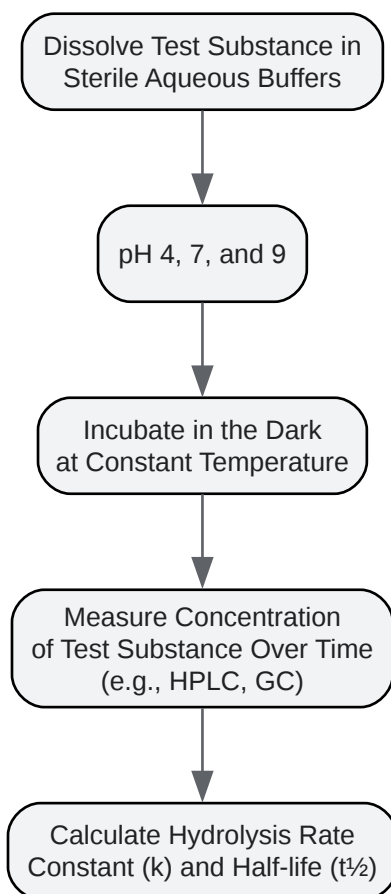 Dissolve Test Substance in
Sterile Aqueous Buffers
pH 4, 7, and 9
Incubate in the Dark
at Constant Temperature
Measure Concentration
of Test Substance Over Time
(e.g., HPLC, GC)
Calculate Hydrolysis Rate
Constant (k) and Half-life (t½)